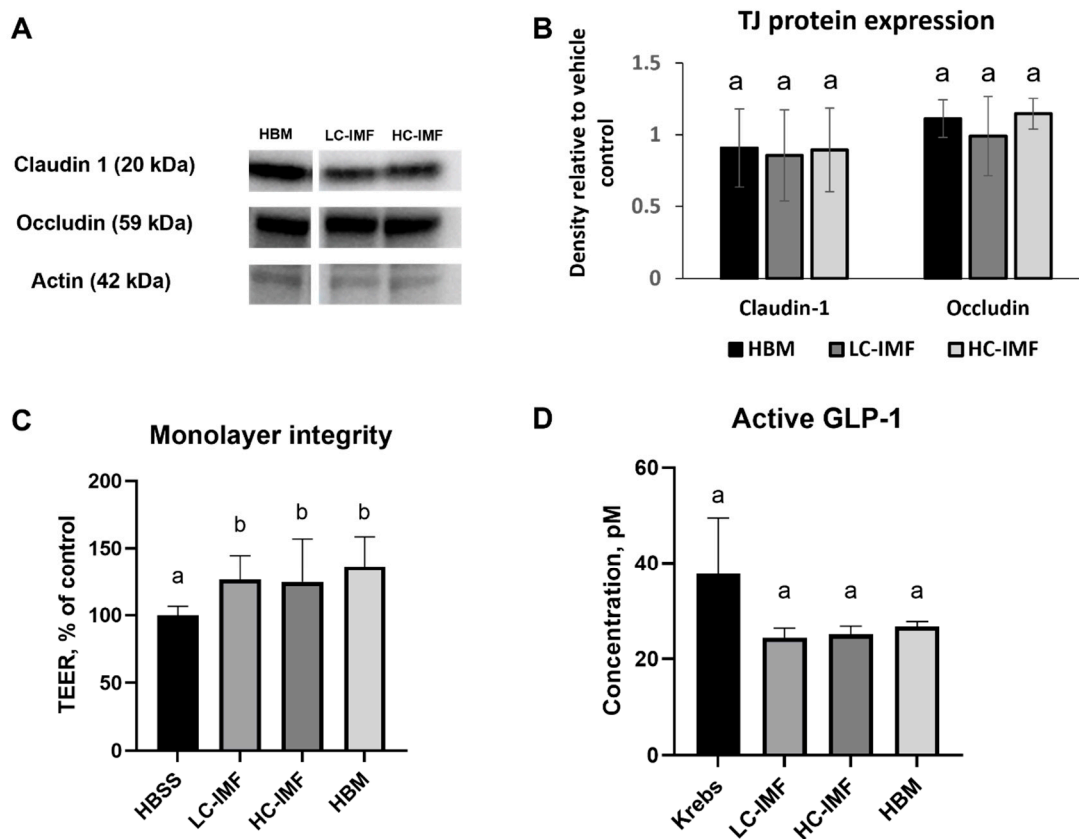 A
HBM LC-IMF HC-IMF
Claudin 1 (20 kDa)
Occludin (59 kDa)
Actin (42 kDa)
B
TJ protein expression
Density relative to vehicle
control
1.5
1
0.5
0
a a a a a a
Claudin-1 Occludin
HBM LC-IMF HC-IMF
C
Monolayer integrity
TEER, % of control
200
150
100
50
0
a b b b
HBSS LC-IMF HC-IMF HBM
D
Active GLP-1
Concentration, pM
60
40
20
0
a a a a
Krebs LC-IMF HC-IMF HBM